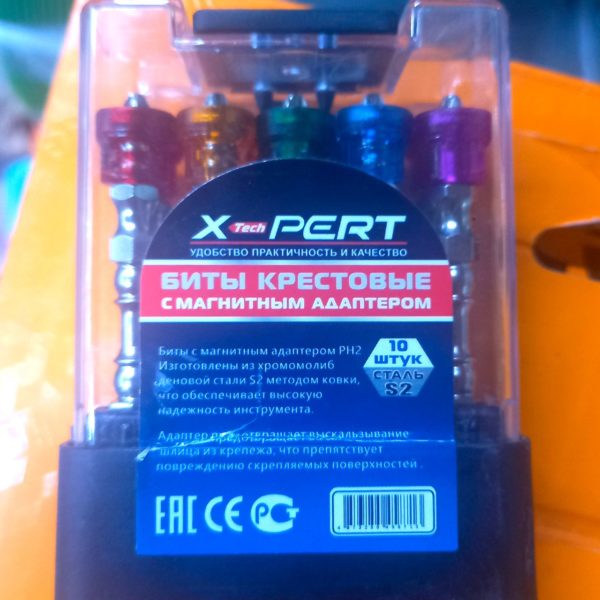 X-Tech PERT
УДОБСТВО ПРАКТИЧНОСТЬ И КАЧЕСТВО
БИТЫ КРЕСТОВЫЕ
С МАГНИТНЫМ АДАПТЕРОМ
10
ШТУК
СТАЛЬ
S2
Биты с магнитным адаптером PH2
Изготовлены из хромомолиб
деновой стали S2 методом ковки,
что обеспечивает высокую
надежность инструмента.
Адаптер предотвращает выскальзывание
шлица из крепежа, что препятствует
повреждению скрепляемых поверхностей .
EAC CE РСТ